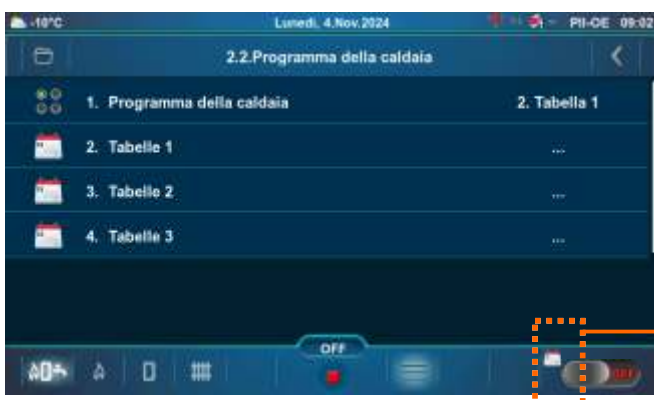 -10°C Lunedi, 4.Nov.2024 PII-OE 09:02
2.2.Programma della caldaia
1. Programma della caldaia 2. Tabella 1
2. Tabelle 1 ...
3. Tabelle 2 ...
4. Tabelle 3 ...
OFF
OFF